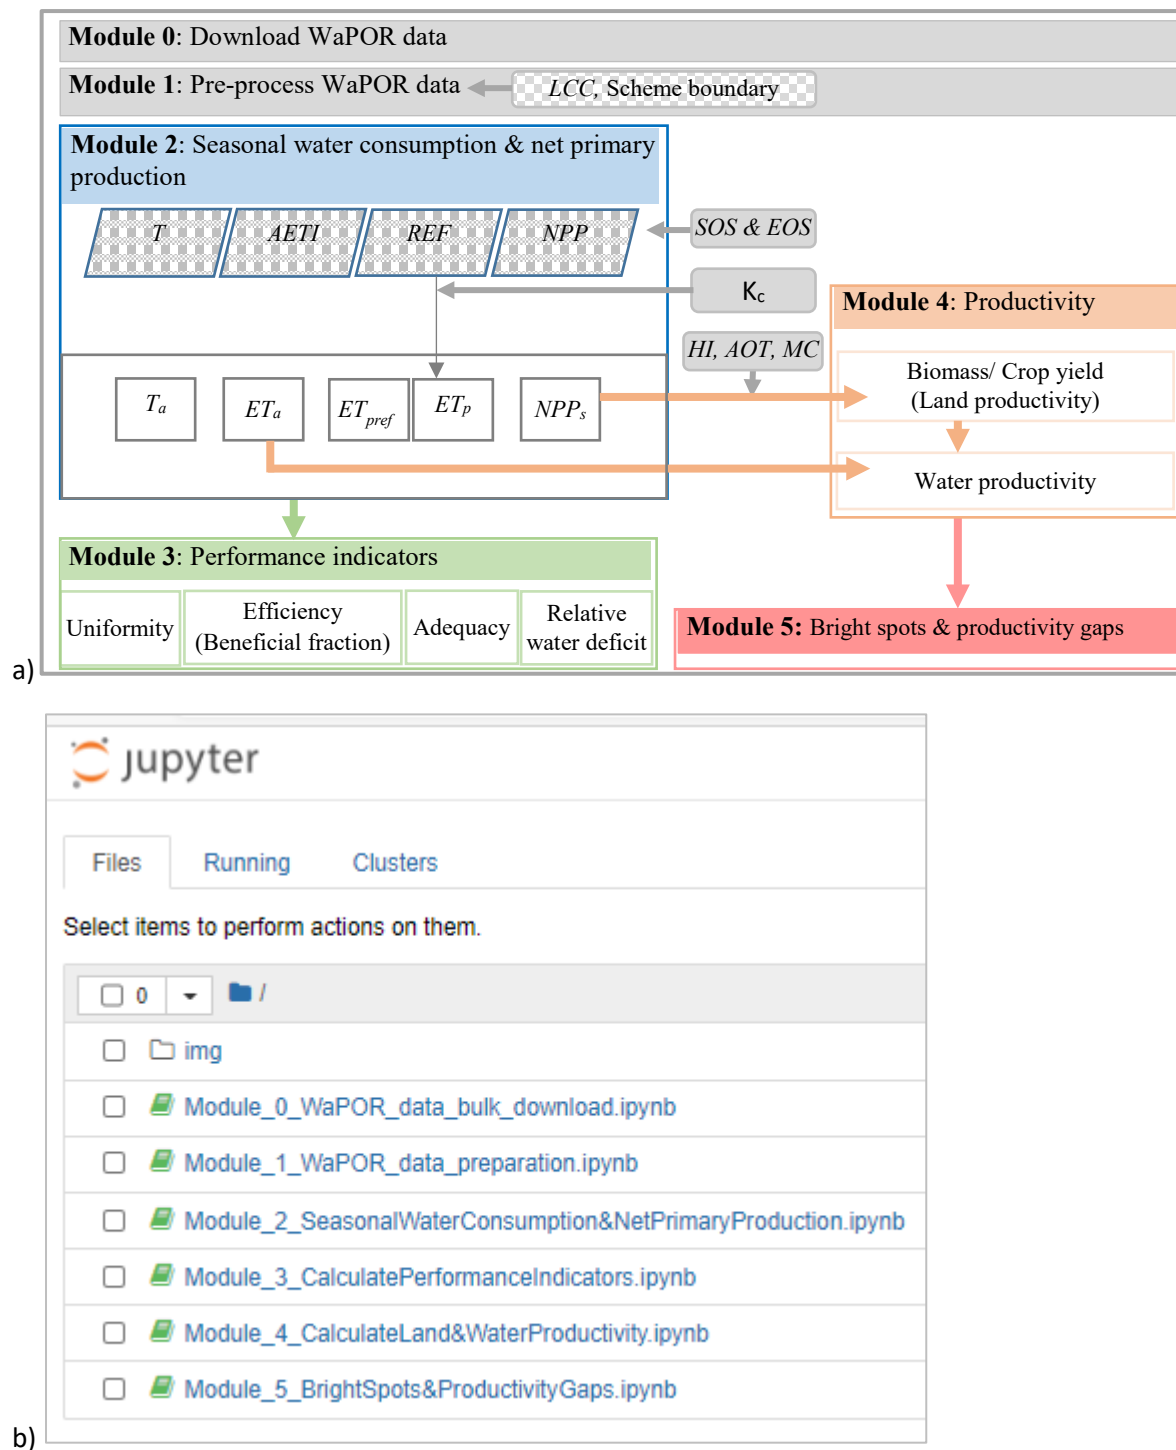 Module 0: Download WaPOR data
Module 1: Pre-process WaPOR data
LCC, Scheme boundary
Module 2: Seasonal water consumption & net primary
production
T
AETI
REF
NPP
SOS & EOS
Kc
Module 4: Productivity
HI, AOT, MC
Biomass/ Crop yield
(Land productivity)
Ta
ETa
ETpref
ETp
NPPs
Water productivity
Module 3: Performance indicators
Uniformity
Efficiency
(Beneficial fraction)
Adequacy
Relative
water deficit
Module 5: Bright spots & productivity gaps
a)
jupyter
Files
Running
Clusters
Select items to perform actions on them.
0
/
img
Module_0_WaPOR_data_bulk_download.ipynb
Module_1_WaPOR_data_preparation.ipynb
Module_2_SeasonalWaterConsumption&NetPrimaryProduction.ipynb
Module_3_CalculatePerformanceIndicators.ipynb
Module_4_CalculateLand&WaterProductivity.ipynb
Module_5_BrightSpots&ProductivityGaps.ipynb
b)